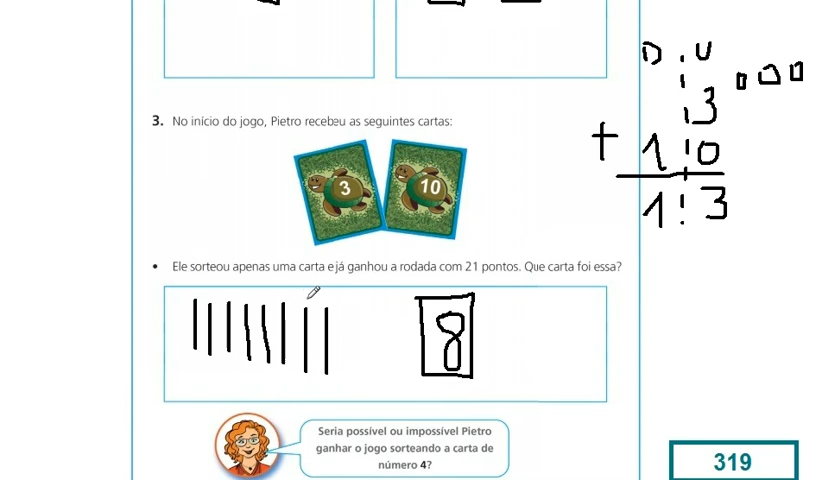 3. No início do jogo, Pietro recebeu as seguintes cartas:
3
10
• Ele sorteou apenas uma carta e já ganhou a rodada com 21 pontos. Que carta foi essa?
8
Seria possível ou impossível Pietro
ganhar o jogo sorteando a carta de
número 4?
D U
3
+ 1 0
1 3
319